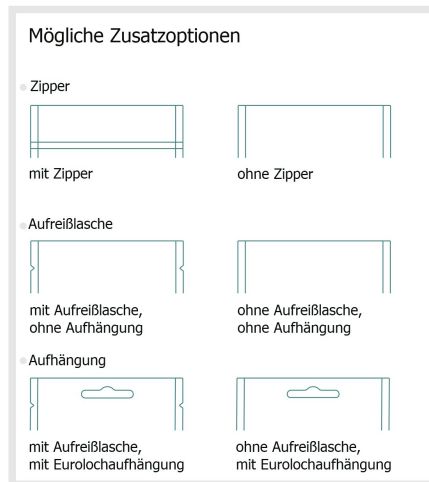 Mögliche Zusatzoptionen
Zipper
mit Zipper
ohne Zipper
Aufreißlasche
mit Aufreißlasche,
ohne Aufhängung
ohne Aufreißlasche,
ohne Aufhängung
Aufhängung
mit Aufreißlasche,
mit Eurolochaufhängung
ohne Aufreißlasche,
mit Eurolochaufhängung